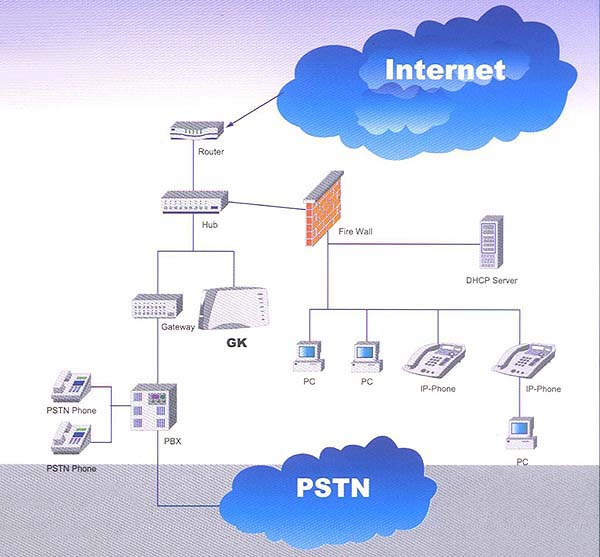 Internet
Router
Hub
Fire Wall
DHCP Server
Gateway
GK
PC
PC
IP-Phone
IP-Phone
PSTN Phone
PBX
PSTN Phone
PC
PSTN